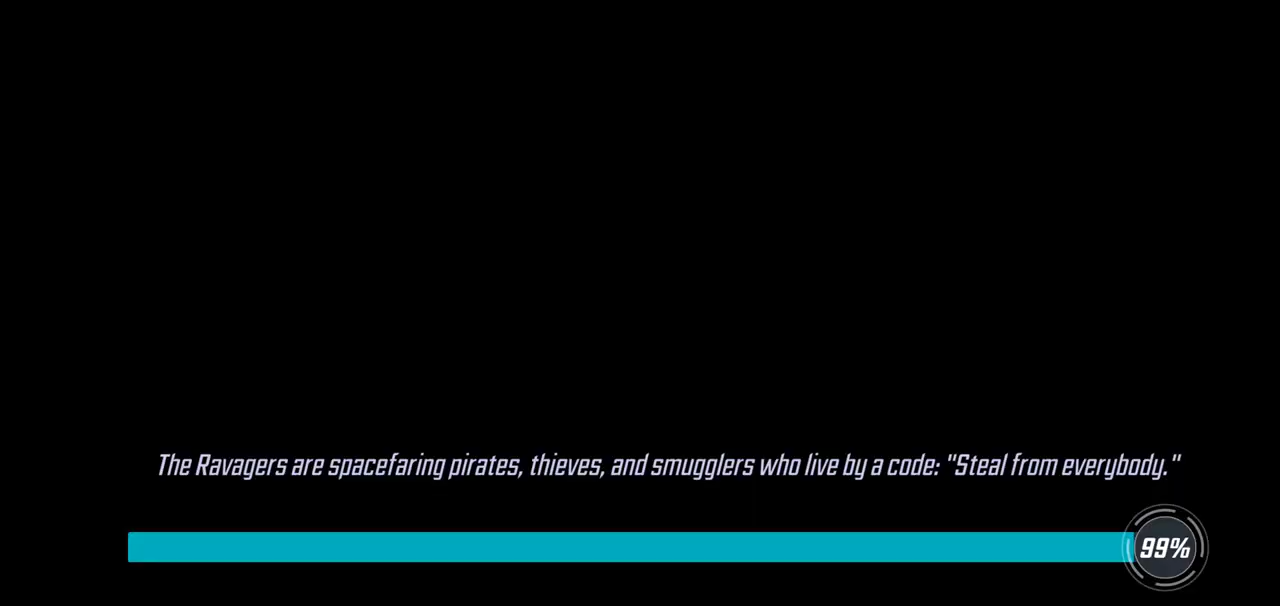 The Ravagers are spacefaring pirates, thieves, and smugglers who live by a code: "Steal from everybody."
99%